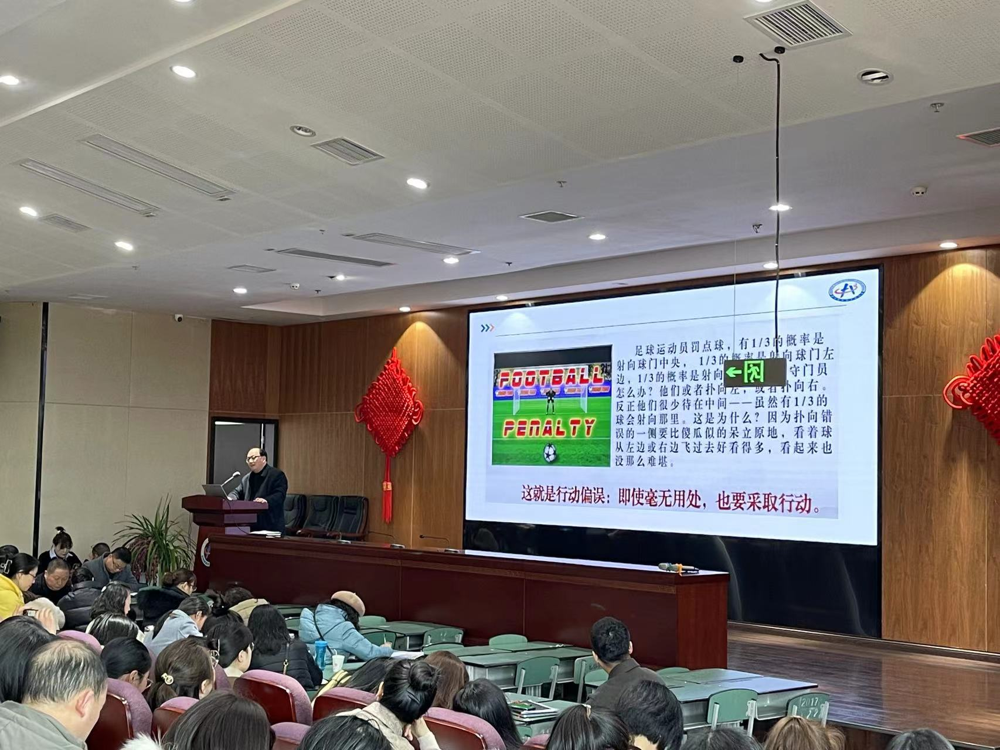 FOOTBALL
PENALTY
足球运动员罚点球，有1/3的概率是
射向球门中央，1/3的概率是射向球门左
边，1/3的概率是射向 守门员
怎么办？他们或者扑向左，或者扑向右。
反正他们很少待在中间——虽然有1/3的
球会射向那里。这是为什么？因为扑向错
误的一侧要比傻瓜似的呆立原地，看着球
从左边或右边飞过去好看得多，看起来也
没那么难堪。
这就是行动偏误：即使毫无用处，也要采取行动。
2017